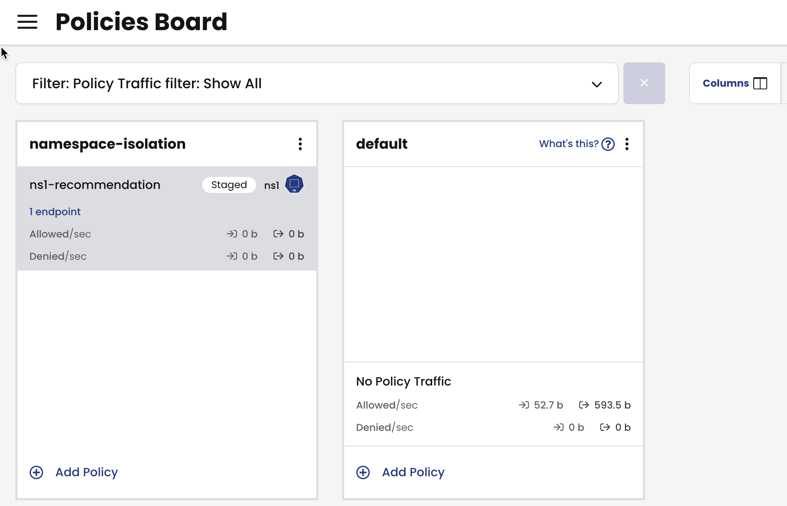 Policies Board
Filter: Policy Traffic filter: Show All
Columns
namespace-isolation
ns1-recommendation Staged ns1
1 endpoint
Allowed/sec 0 b 0 b
Denied/sec 0 b 0 b
Add Policy
default What's this?
No Policy Traffic
Allowed/sec 52.7 b 593.5 b
Denied/sec 0 b 0 b
Add Policy